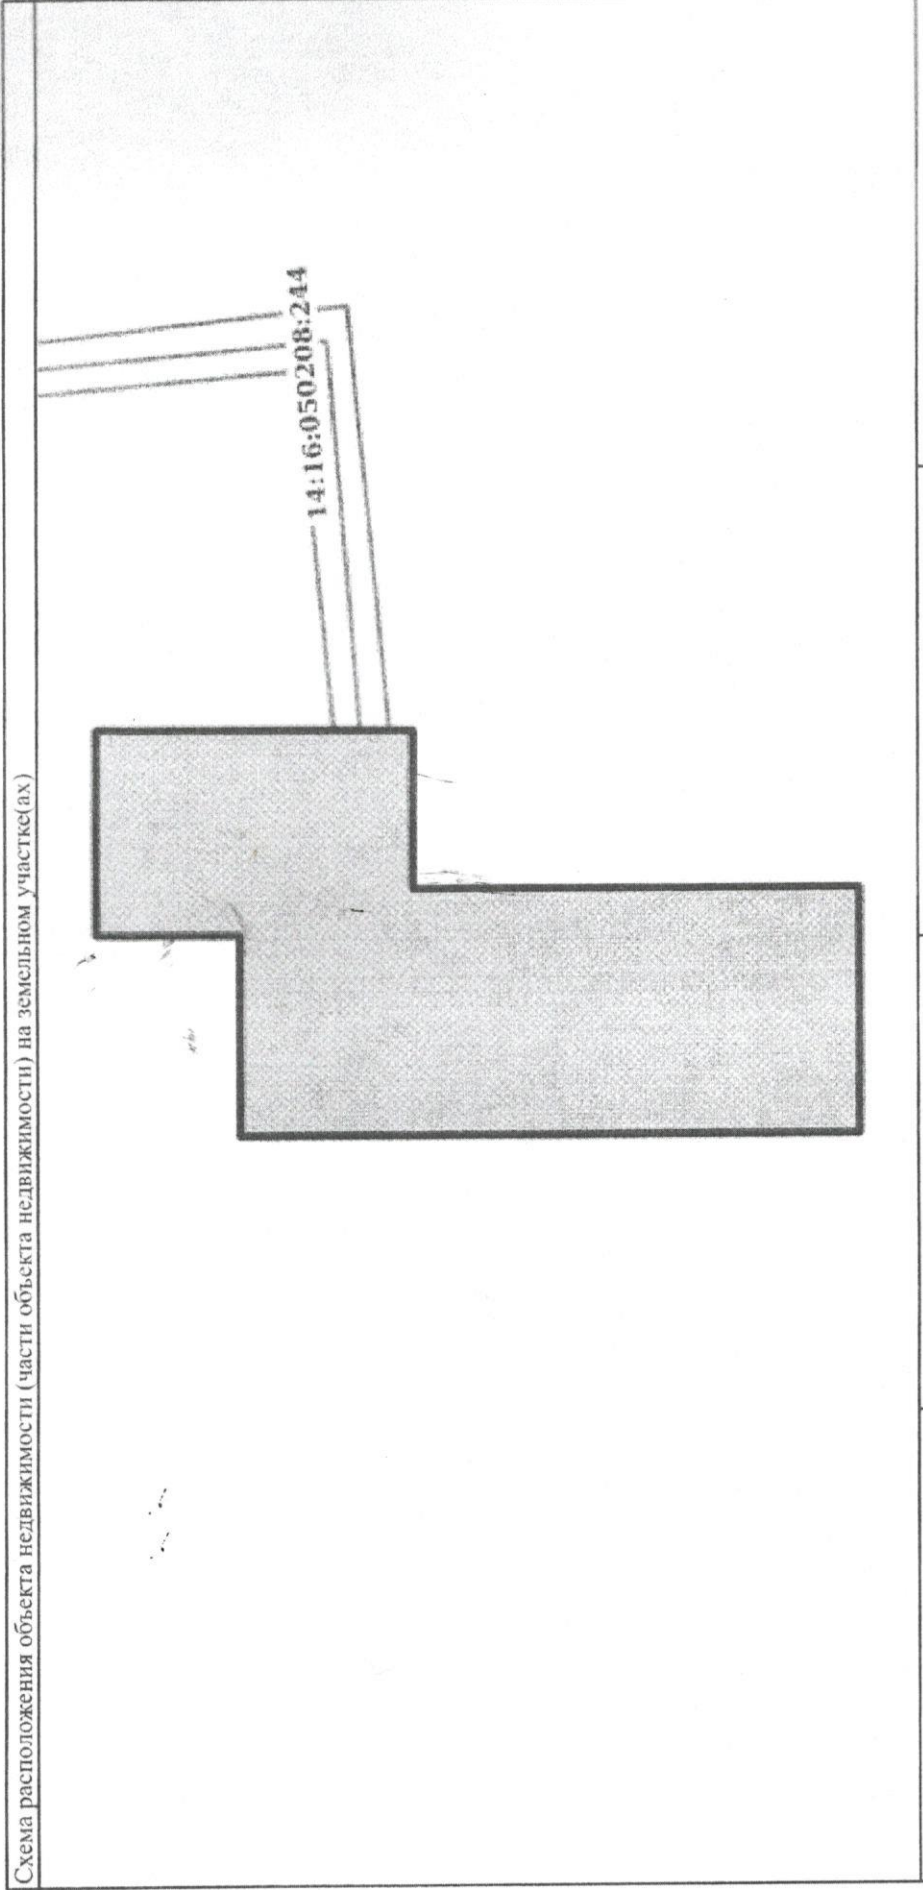 Схема расположения объекта недвижимости (части объекта недвижимости) на земельном участке(ах)
14:16:050208:244